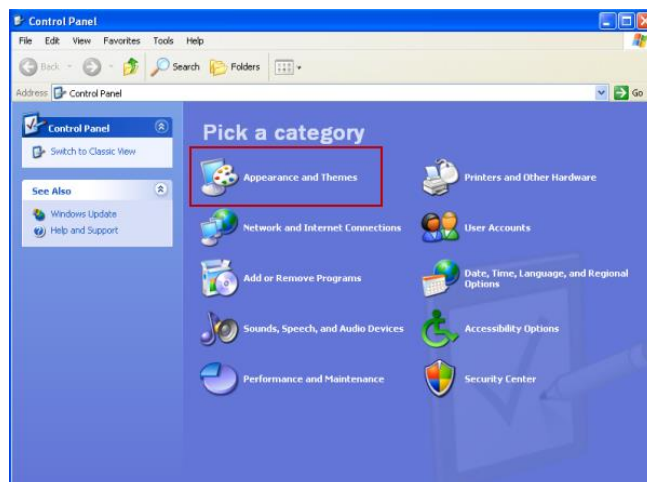 Control Panel
File Edit View Favorites Tools Help
Back Search Folders
Address Control Panel Go
Control Panel
Switch to Classic View
See Also
Windows Update
Help and Support
Pick a category
Appearance and Themes
Printers and Other Hardware
Network and Internet Connections
User Accounts
Add or Remove Programs
Date, Time, Language, and Regional
Options
Sounds, Speech, and Audio Devices
Accessibility Options
Performance and Maintenance
Security Center